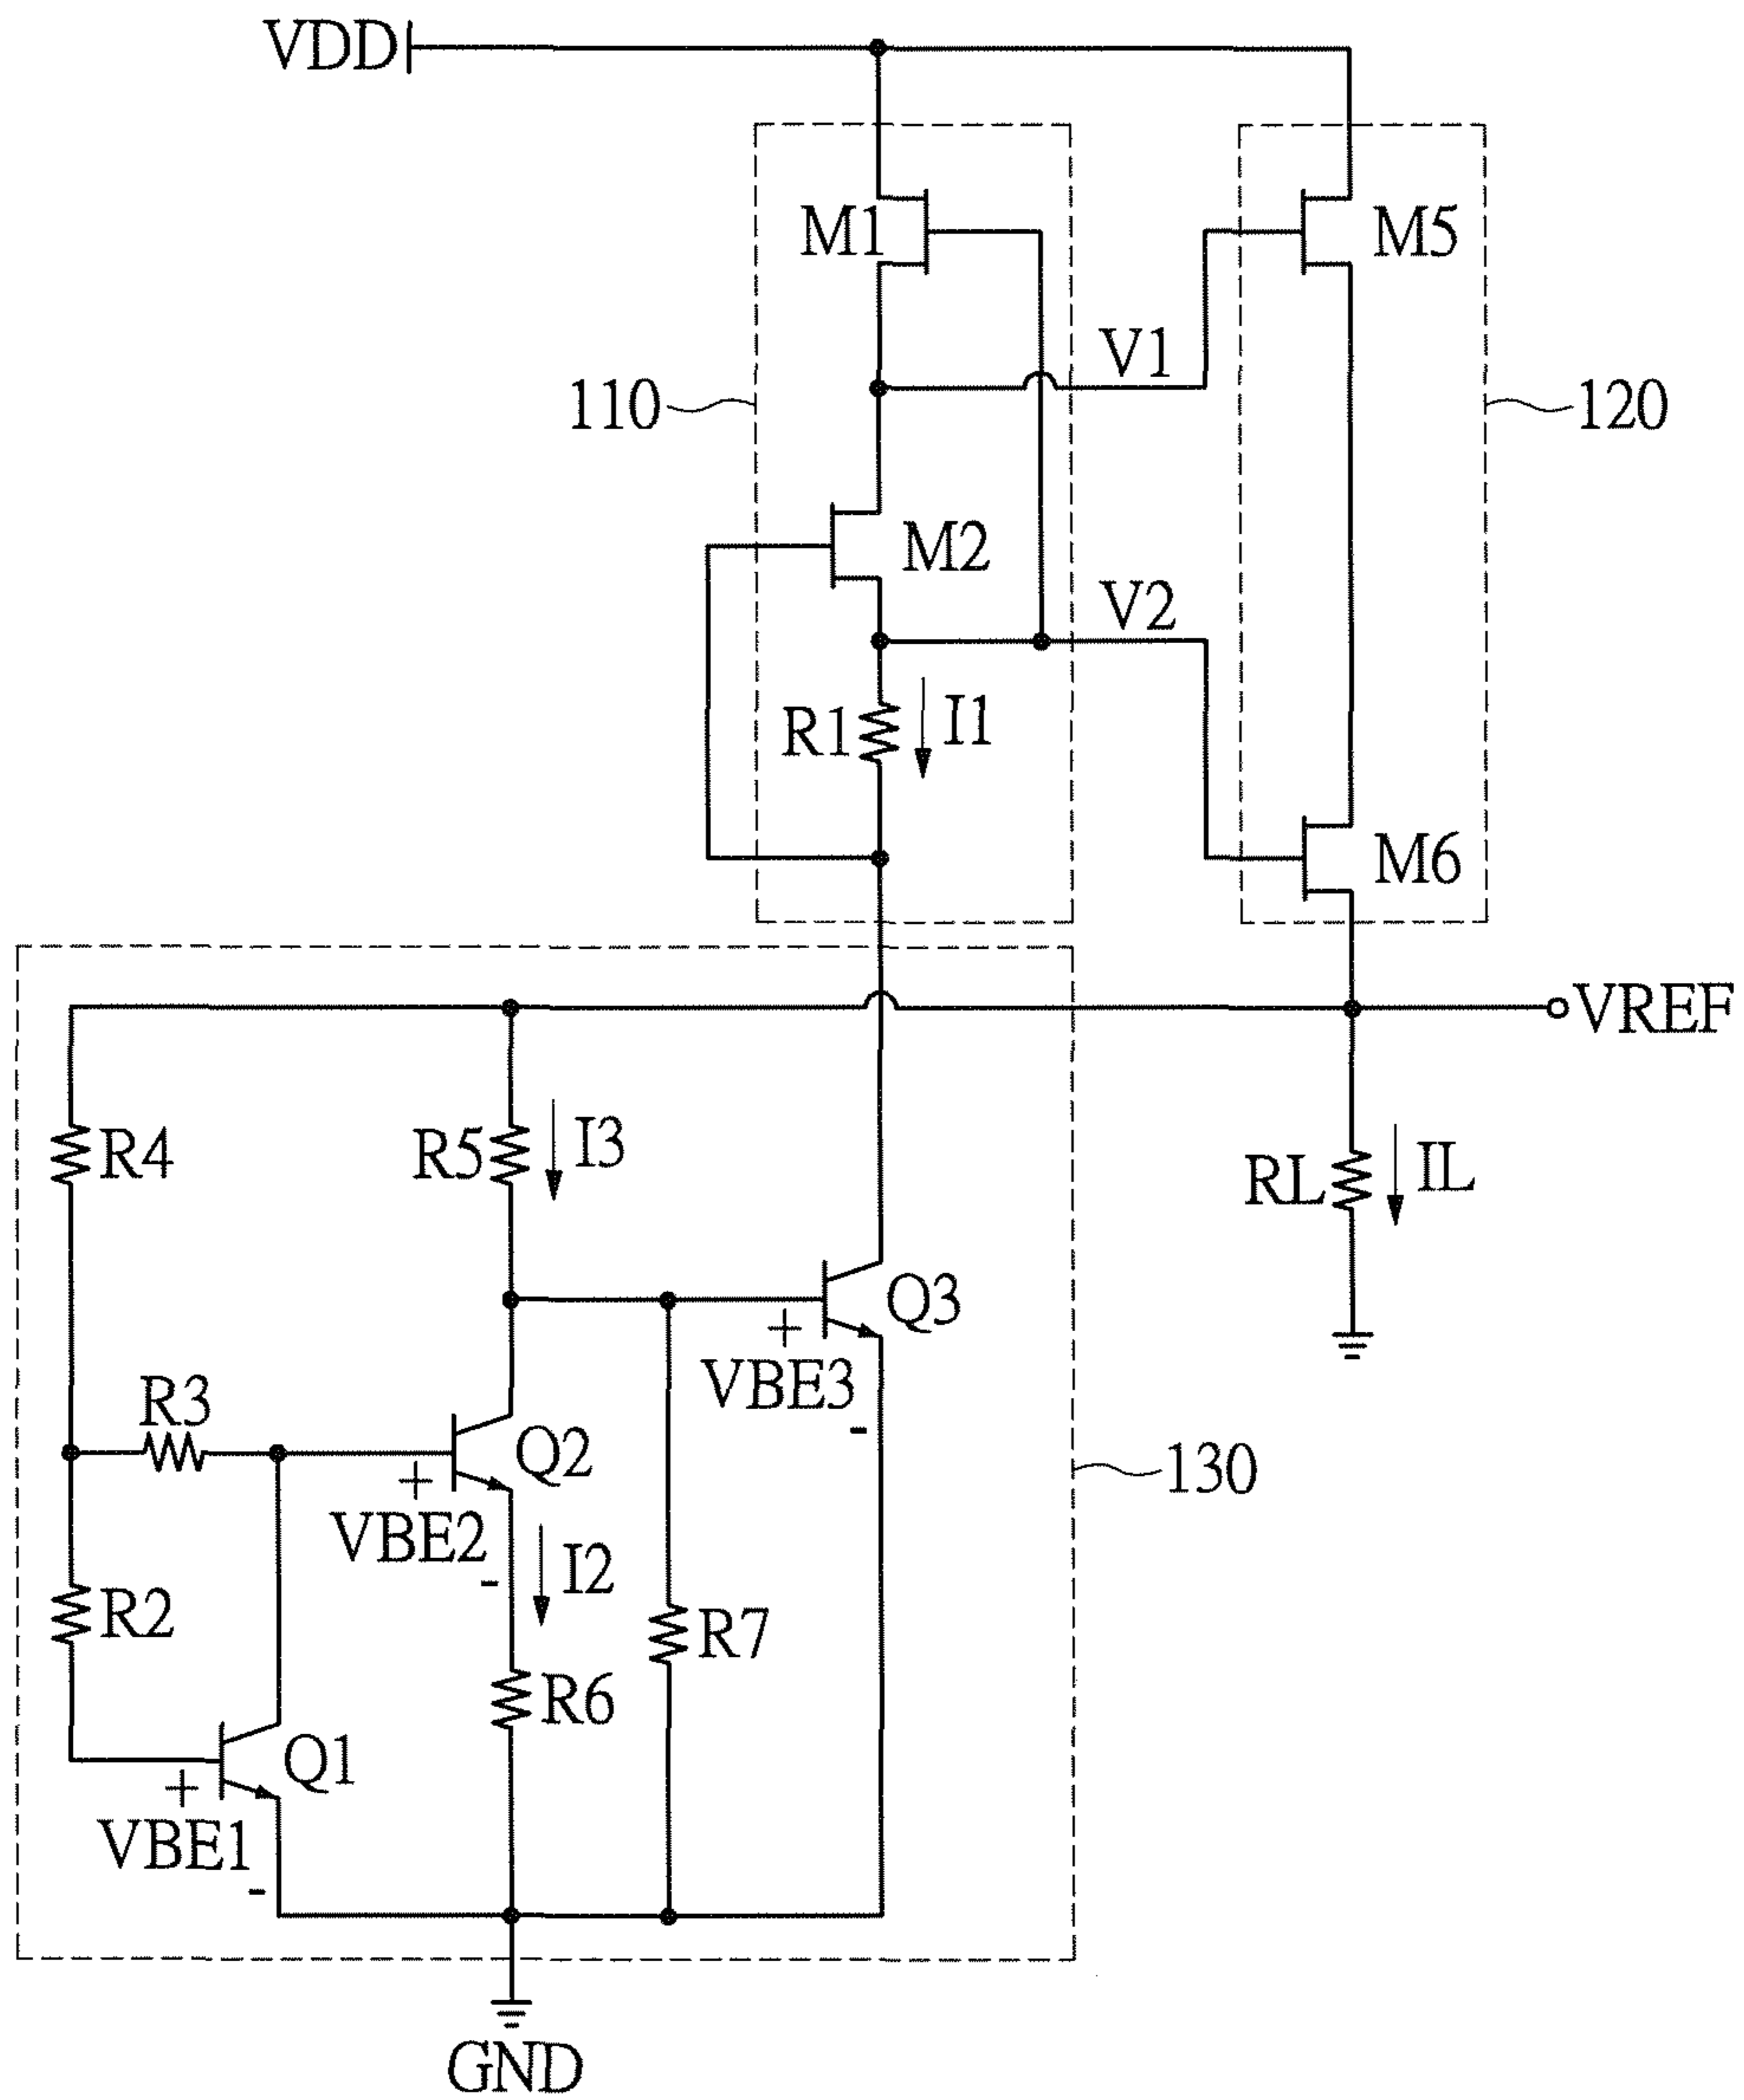 VDD
M1
M5
V1
110
120
M2
V2
R1
I1
M6
VREF
R4
R5
I3
RL
IL
Q3
+
VBE3
-
R3
Q2
+
VBE2
-
130
I2
R2
R7
R6
Q1
+
VBE1
-
GND